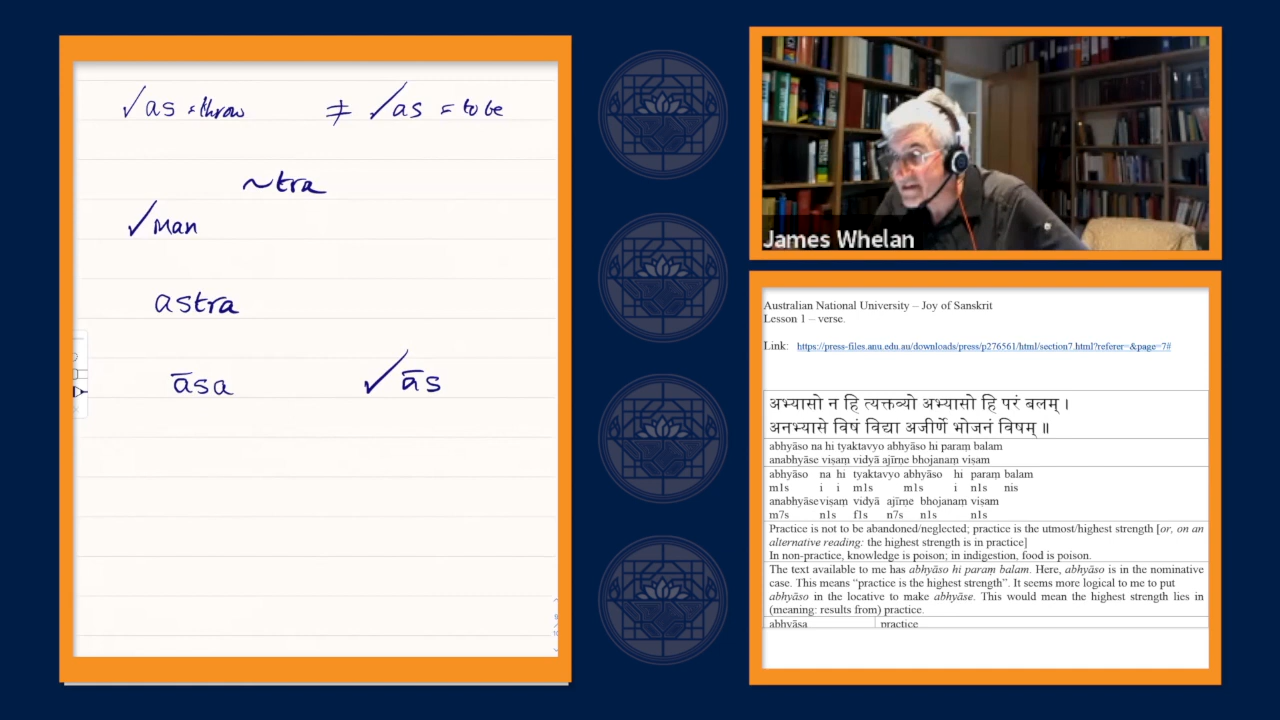 √as = throw ≠ √as = to be
~tra
√man
astra
āsa √ās
James Whelan
Australian National University – Joy of Sanskrit
Lesson 1 – verse.
Link: https://press-files.anu.edu.au/downloads/press/p276561/html/section7.html?referer=&page=7#
अभ्यासो न हि त्यक्तव्यो अभ्यासो हि परं बलम् ।
अनभ्यासे विषं विद्या अजीर्णे भोजनं विषम् ॥
abhyāso na hi tyaktavyo abhyāso hi paraṃ balam
anabhyāse viṣaṃ vidyā ajīrṇe bhojanaṃ viṣam
abhyāso na hi tyaktavyo abhyāso hi paraṃ balam
m1s i i m1s m1s i n1s nis
anabhyāse viṣaṃ vidyā ajīrṇe bhojanaṃ viṣam
m7s n1s f1s n7s n1s n1s
Practice is not to be abandoned/neglected; practice is the utmost/highest strength [or, on an
alternative reading: the highest strength is in practice]
In non-practice, knowledge is poison; in indigestion, food is poison.
The text available to me has abhyāso hi paraṃ balam. Here, abhyāso is in the nominative
case. This means “practice is the highest strength”. It seems more logical to me to put
abhyāso in the locative to make abhyāse. This would mean the highest strength lies in
(meaning: results from) practice.
abhyāsa practice